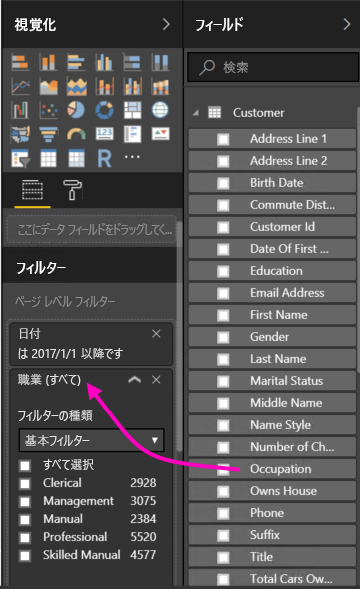 視覚化
R
ここにデータ フィールドをドラッグしてく...
フィルター
ページ レベル フィルター
日付
は 2017/1/1 以降です
職業 (すべて)
フィルターの種類
基本フィルター
すべて選択
Clerical 2928
Management 3075
Manual 2384
Professional 5520
Skilled Manual 4577
フィールド
検索
Customer
Address Line 1
Address Line 2
Birth Date
Commute Dist...
Customer Id
Date Of First ...
Education
Email Address
First Name
Gender
Last Name
Marital Status
Middle Name
Name Style
Number of Ch...
Occupation
Owns House
Phone
Suffix
Title
Total Cars Ow...